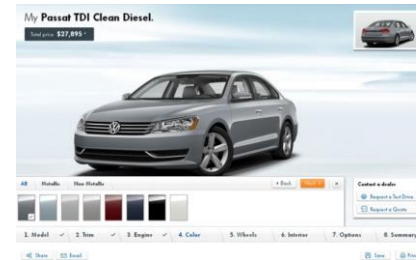 My Passat TDI Clean Diesel.
Total price $27,895 *
All Metallic Non-Metallic
Back Next
Contact a dealer
Request a Test Drive
Request a Quote
1. Model 2. Trim 3. Engine 4. Color 5. Wheels 6. Interior 7. Options 8. Summary
Share Email
Save Print